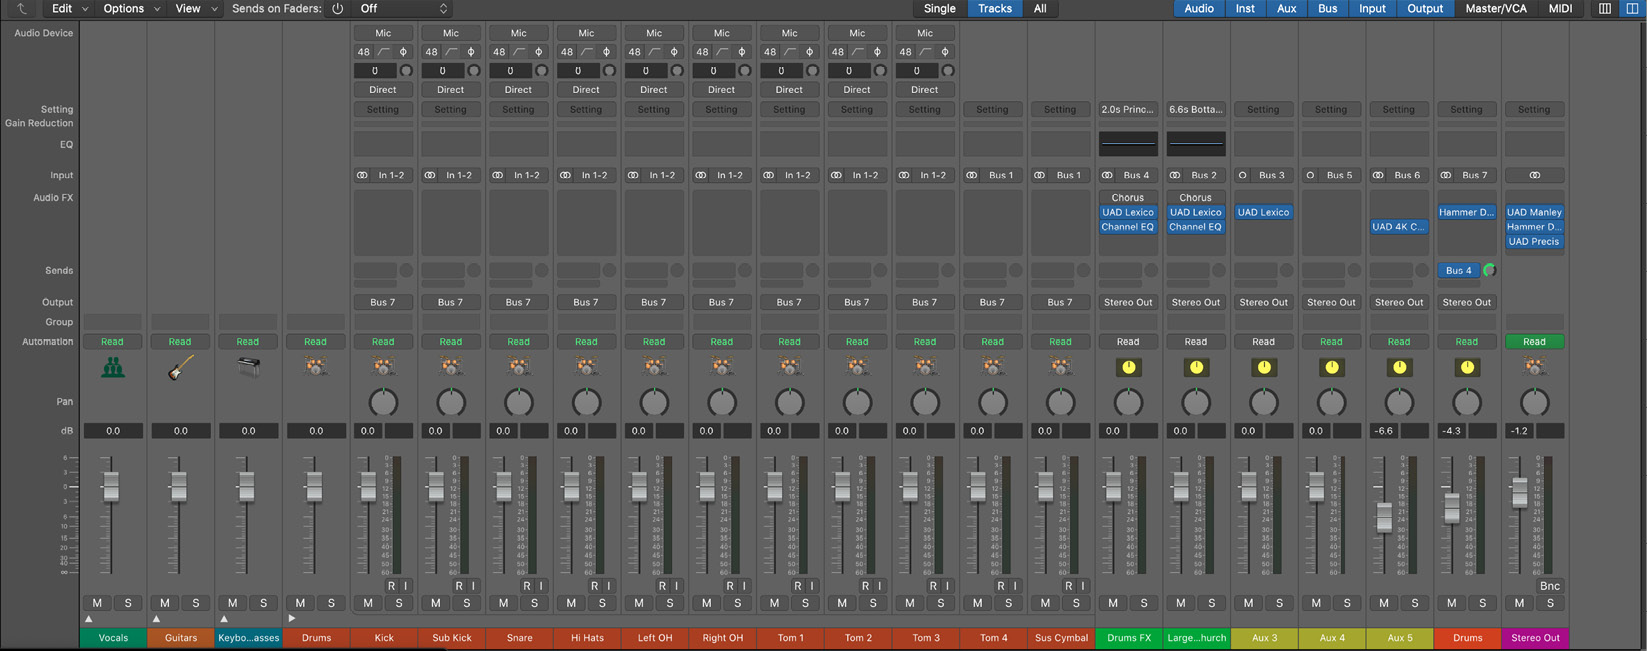 Edit Options View Sends on Faders: Off Single Tracks All Audio Inst Aux Bus Input Output Master/VCA MIDI
Audio Device Mic Mic Mic Mic Mic Mic Mic Mic Mic
48 48 48 48 48 48 48 48 48
0 0 0 0 0 0 0 0 0
Direct Direct Direct Direct Direct Direct Direct Direct Direct
Setting Setting Setting Setting Setting Setting Setting Setting Setting Setting Setting Setting 2.0s Princ... 6.6s Botta... Setting Setting Setting Setting Setting
Gain Reduction
EQ
Input In 1-2 In 1-2 In 1-2 In 1-2 In 1-2 In 1-2 In 1-2 In 1-2 In 1-2 Bus 1 Bus 1 Bus 4 Bus 2 Bus 3 Bus 5 Bus 6 Bus 7
Audio FX Chorus Chorus
UAD Lexico UAD Lexico UAD Lexico Hammer D... UAD Manley
Channel EQ Channel EQ UAD 4K C... Hammer D...
UAD Precis
Sends Bus 4
Output Bus 7 Bus 7 Bus 7 Bus 7 Bus 7 Bus 7 Bus 7 Bus 7 Bus 7 Bus 7 Bus 7 Stereo Out Stereo Out Stereo Out Stereo Out Stereo Out Stereo Out
Group
Automation Read Read Read Read Read Read Read Read Read Read Read Read Read Read Read Read Read Read Read Read Read Read
Pan
dB 0.0 0.0 0.0 0.0 0.0 0.0 0.0 0.0 0.0 0.0 0.0 0.0 0.0 0.0 0.0 0.0 0.0 0.0 0.0 -6.6 -4.3 -1.2
R I R I R I R I R I R I R I R I R I R I R I Bnc
M S M S M S M S M S M S M S M S M S M S M S M S M S M S M S M S M S M S M S M S M S M S
Vocals Guitars Keybo...asses Drums Kick Sub Kick Snare Hi Hats Left OH Right OH Tom 1 Tom 2 Tom 3 Tom 4 Sus Cymbal Drums FX Large...hurch Aux 3 Aux 4 Aux 5 Drums Stereo Out